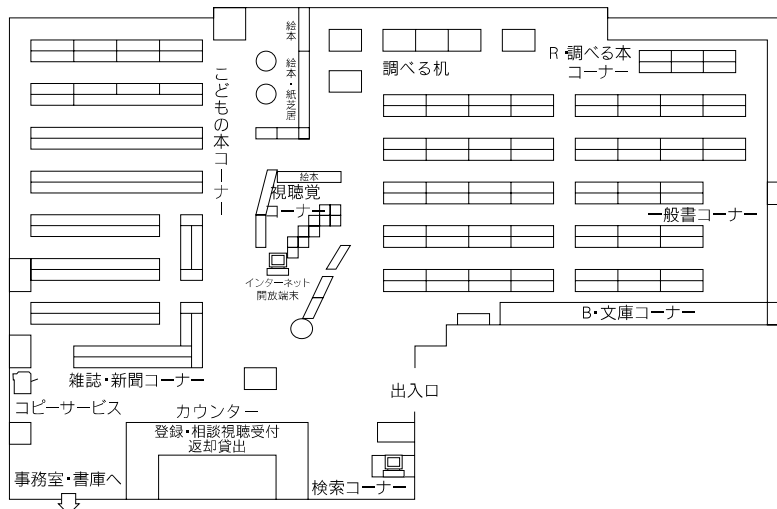 絵本
絵本・紙芝居
こどもの本コーナー
調べる机
R・調べる本
コーナー
絵本
視聴覚
コーナー
一般書コーナー
インターネット
開放端末
B・文庫コーナー
雑誌・新聞コーナー
出入口
コピーサービス
カウンター
登録・相談視聴受付
返却貸出
事務室・書庫へ
検索コーナー